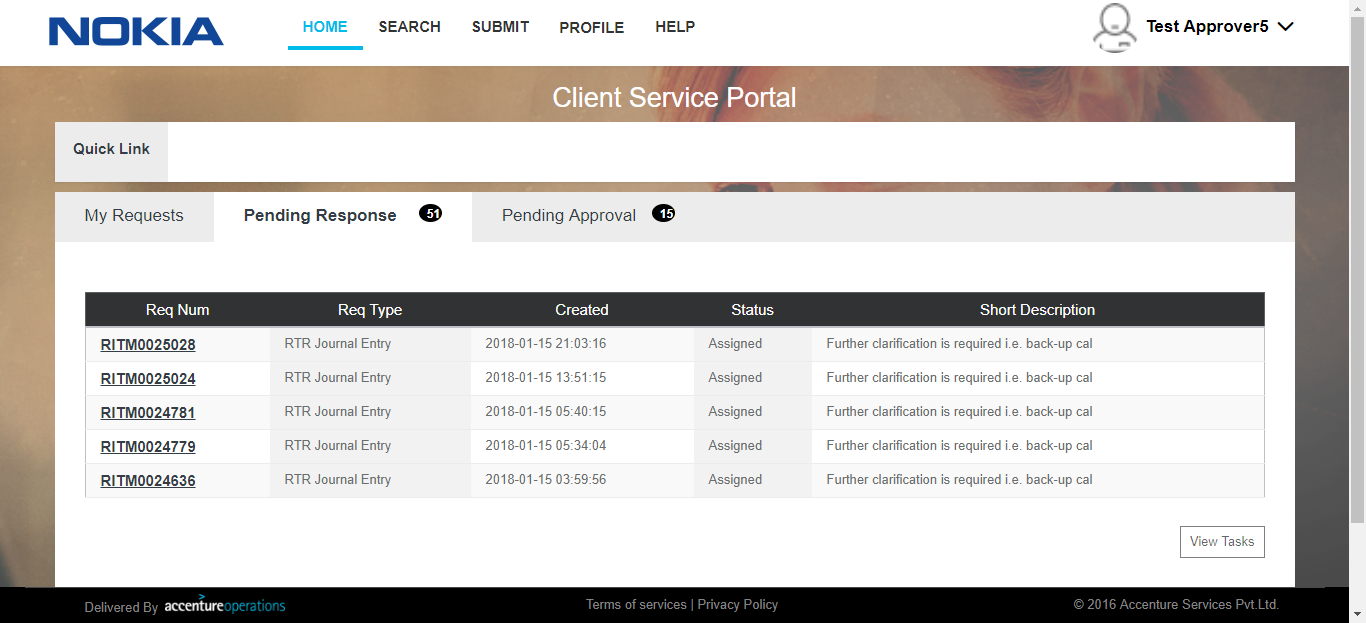 NOKIA HOME SEARCH SUBMIT PROFILE HELP Test Approver5
Client Service Portal
Quick Link
My Requests Pending Response 51 Pending Approval 15
Req Num Req Type Created Status Short Description
RITM0025028 RTR Journal Entry 2018-01-15 21:03:16 Assigned Further clarification is required i.e. back-up cal
RITM0025024 RTR Journal Entry 2018-01-15 13:51:15 Assigned Further clarification is required i.e. back-up cal
RITM0024781 RTR Journal Entry 2018-01-15 05:40:15 Assigned Further clarification is required i.e. back-up cal
RITM0024779 RTR Journal Entry 2018-01-15 05:34:04 Assigned Further clarification is required i.e. back-up cal
RITM0024636 RTR Journal Entry 2018-01-15 03:59:56 Assigned Further clarification is required i.e. back-up cal
View Tasks
Delivered By accentureoperations Terms of services | Privacy Policy © 2016 Accenture Services Pvt.Ltd.